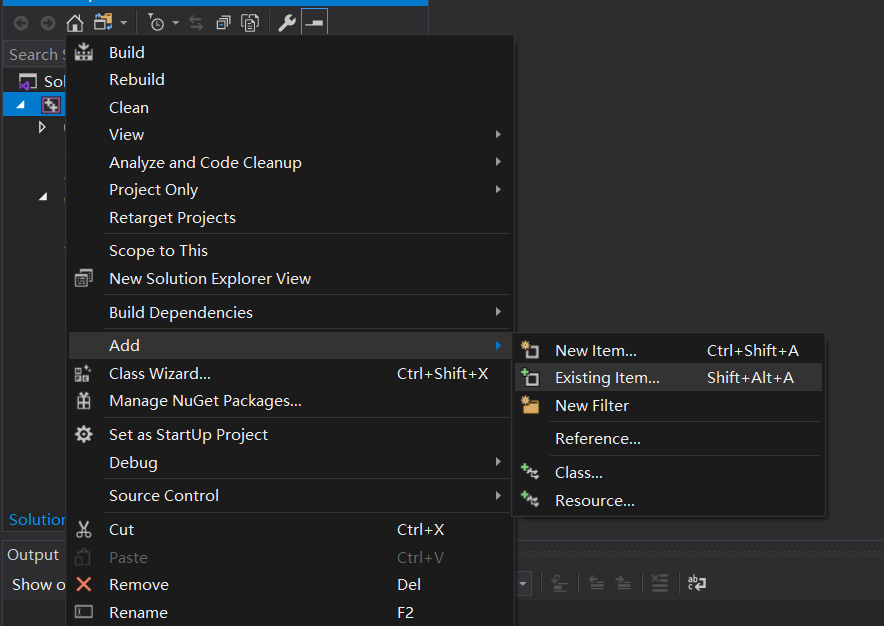 Search
Build
Rebuild
Clean
View
Analyze and Code Cleanup
Project Only
Retarget Projects
Scope to This
New Solution Explorer View
Build Dependencies
Add
Class Wizard... Ctrl+Shift+X
Manage NuGet Packages...
Set as StartUp Project
Debug
Source Control
Cut Ctrl+X
Paste Ctrl+V
Remove Del
Rename F2
New Item... Ctrl+Shift+A
Existing Item... Shift+Alt+A
New Filter
Reference...
Class...
Resource...
Solution
Output
Show